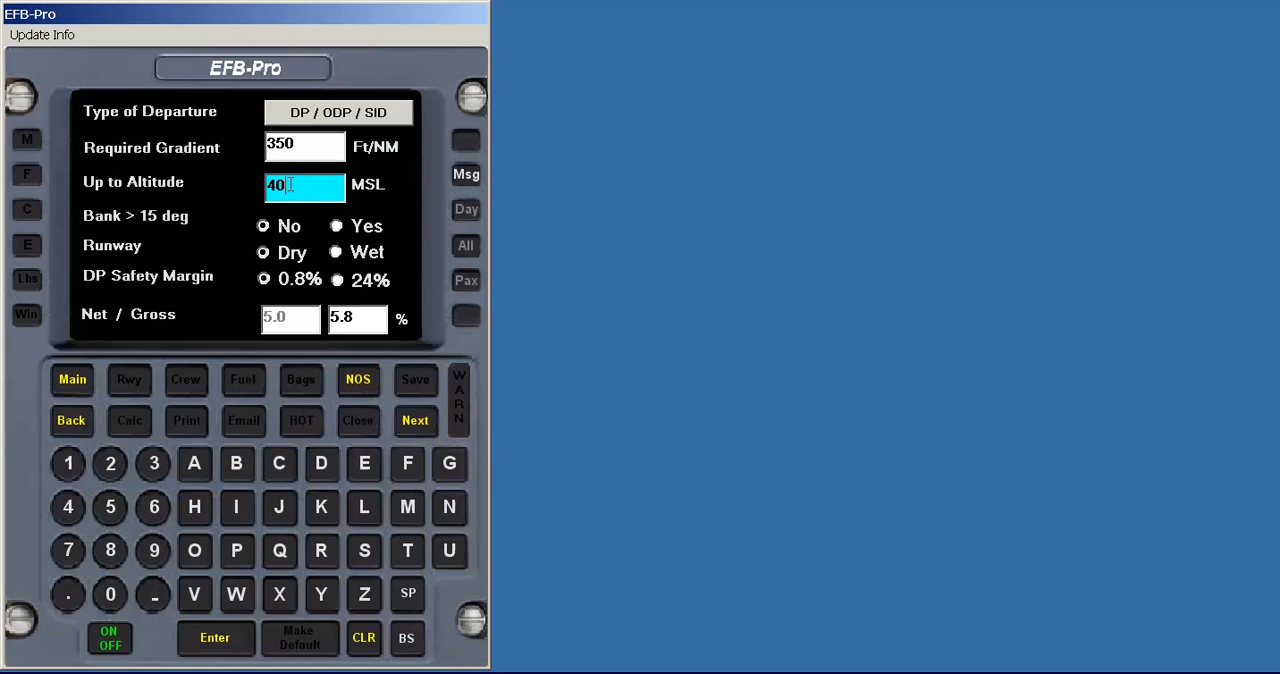 EFB-Pro
Update Info
EFB-Pro
Type of Departure DP / ODP / SID
Required Gradient 350 Ft/NM
Up to Altitude 40 MSL
Bank > 15 deg No Yes
Runway Dry Wet
DP Safety Margin 0.8% 24%
Net / Gross 5.0 5.8 %
M
F
C
E
Lbs
Win
Msg
Day
All
Pax
Main Rwy Crew Fuel Bags NOS Save
WARN
Back Calc Print Email HOT Close Next
1 2 3 A B C D E F G
4 5 6 H I J K L M N
7 8 9 O P Q R S T U
. 0 - V W X Y Z SP
ON OFF Enter Make Default CLR BS